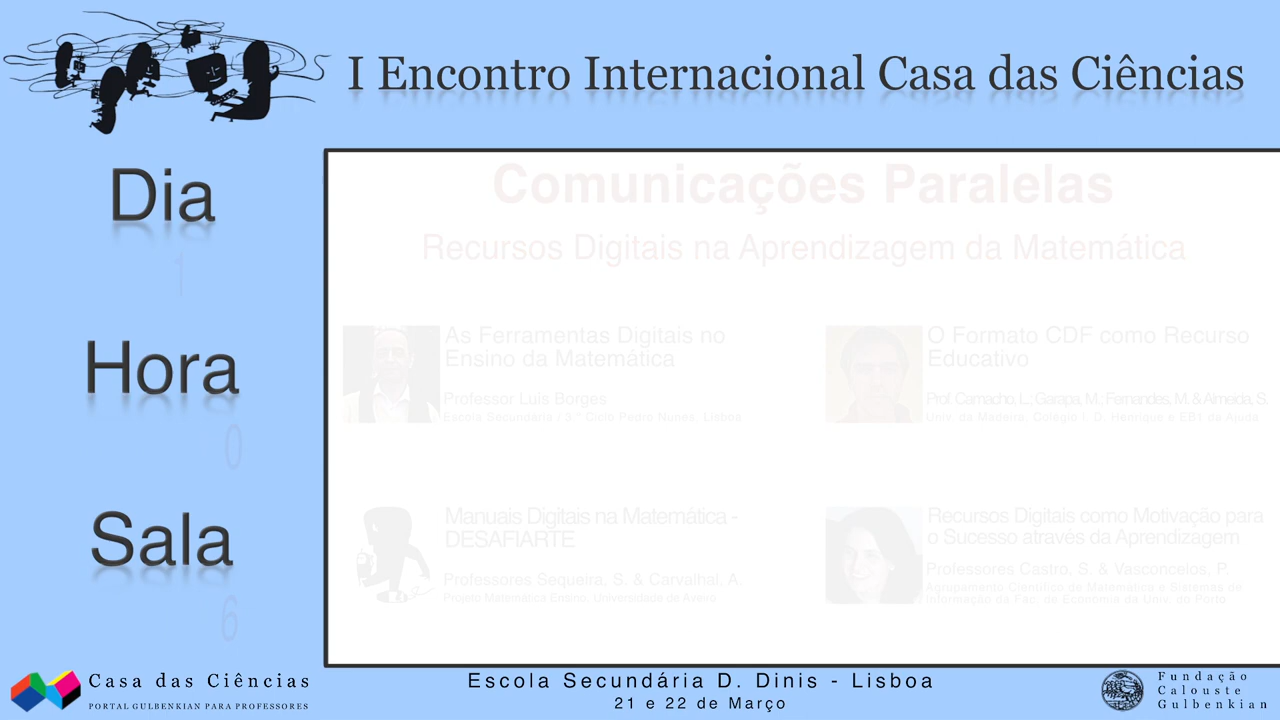 I Encontro Internacional Casa das Ciências
Dia
1
Hora
0
Sala
6
Comunicações Paralelas
Recursos Digitais na Aprendizagem da Matemática
As Ferramentas Digitais no
Ensino da Matemática
Professor Luis Borges
Escola Secundária / 3.º Ciclo Pedro Nunes, Lisboa
O Formato CDF como Recurso
Educativo
Prof. Camacho, L.; Garapa, M.; Fernandes, M. & Almeida, S.
Univ. da Madeira, Colégio I. D. Henrique e EB1 da Ajuda
Manuais Digitais na Matemática -
DESAFIARTE
Professores Sequeira, S. & Carvalhal, A.
Projeto Matemática Ensino, Universidade de Aveiro
Recursos Digitais como Motivação para
o Sucesso através da Aprendizagem
Professores Castro, S. & Vasconcelos, P.
Agrupamento Científico de Matemática e Sistemas de
Informação da Fac. de Economia da Univ. do Porto
Casa das Ciências
PORTAL GULBENKIAN PARA PROFESSORES
Escola Secundária D. Dinis - Lisboa
21 e 22 de Março
Fundação
Calouste
Gulbenkian